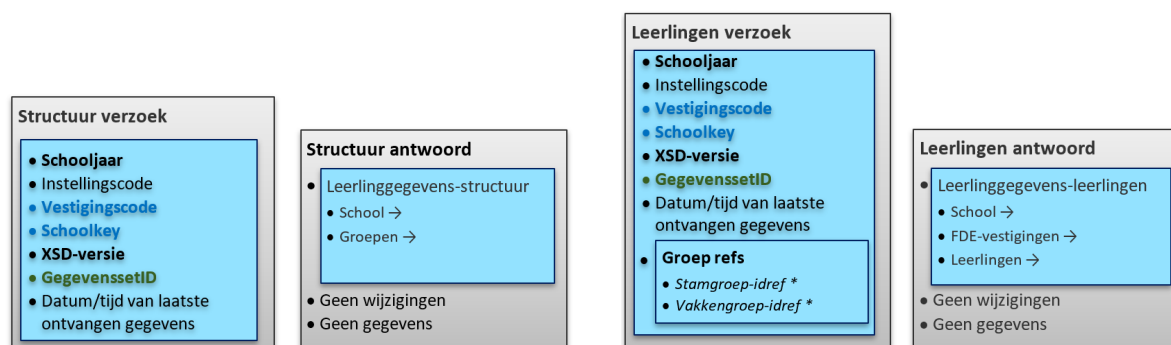 Structuur verzoek
• Schooljaar
• Instellingscode
• Vestigingscode
• Schoolkey
• XSD-versie
• GegevenssetID
• Datum/tijd van laatste
ontvangen gegevens
Structuur antwoord
• Leerlinggegevens-structuur
• School →
• Groepen →
• Geen wijzigingen
• Geen gegevens
Leerlingen verzoek
• Schooljaar
• Instellingscode
• Vestigingscode
• Schoolkey
• XSD-versie
• GegevenssetID
• Datum/tijd van laatste
ontvangen gegevens
• Groep refs
• Stamgroep-idref *
• Vakkengroep-idref *
Leerlingen antwoord
• Leerlinggegevens-leerlingen
• School →
• FDE-vestigingen →
• Leerlingen →
• Geen wijzigingen
• Geen gegevens